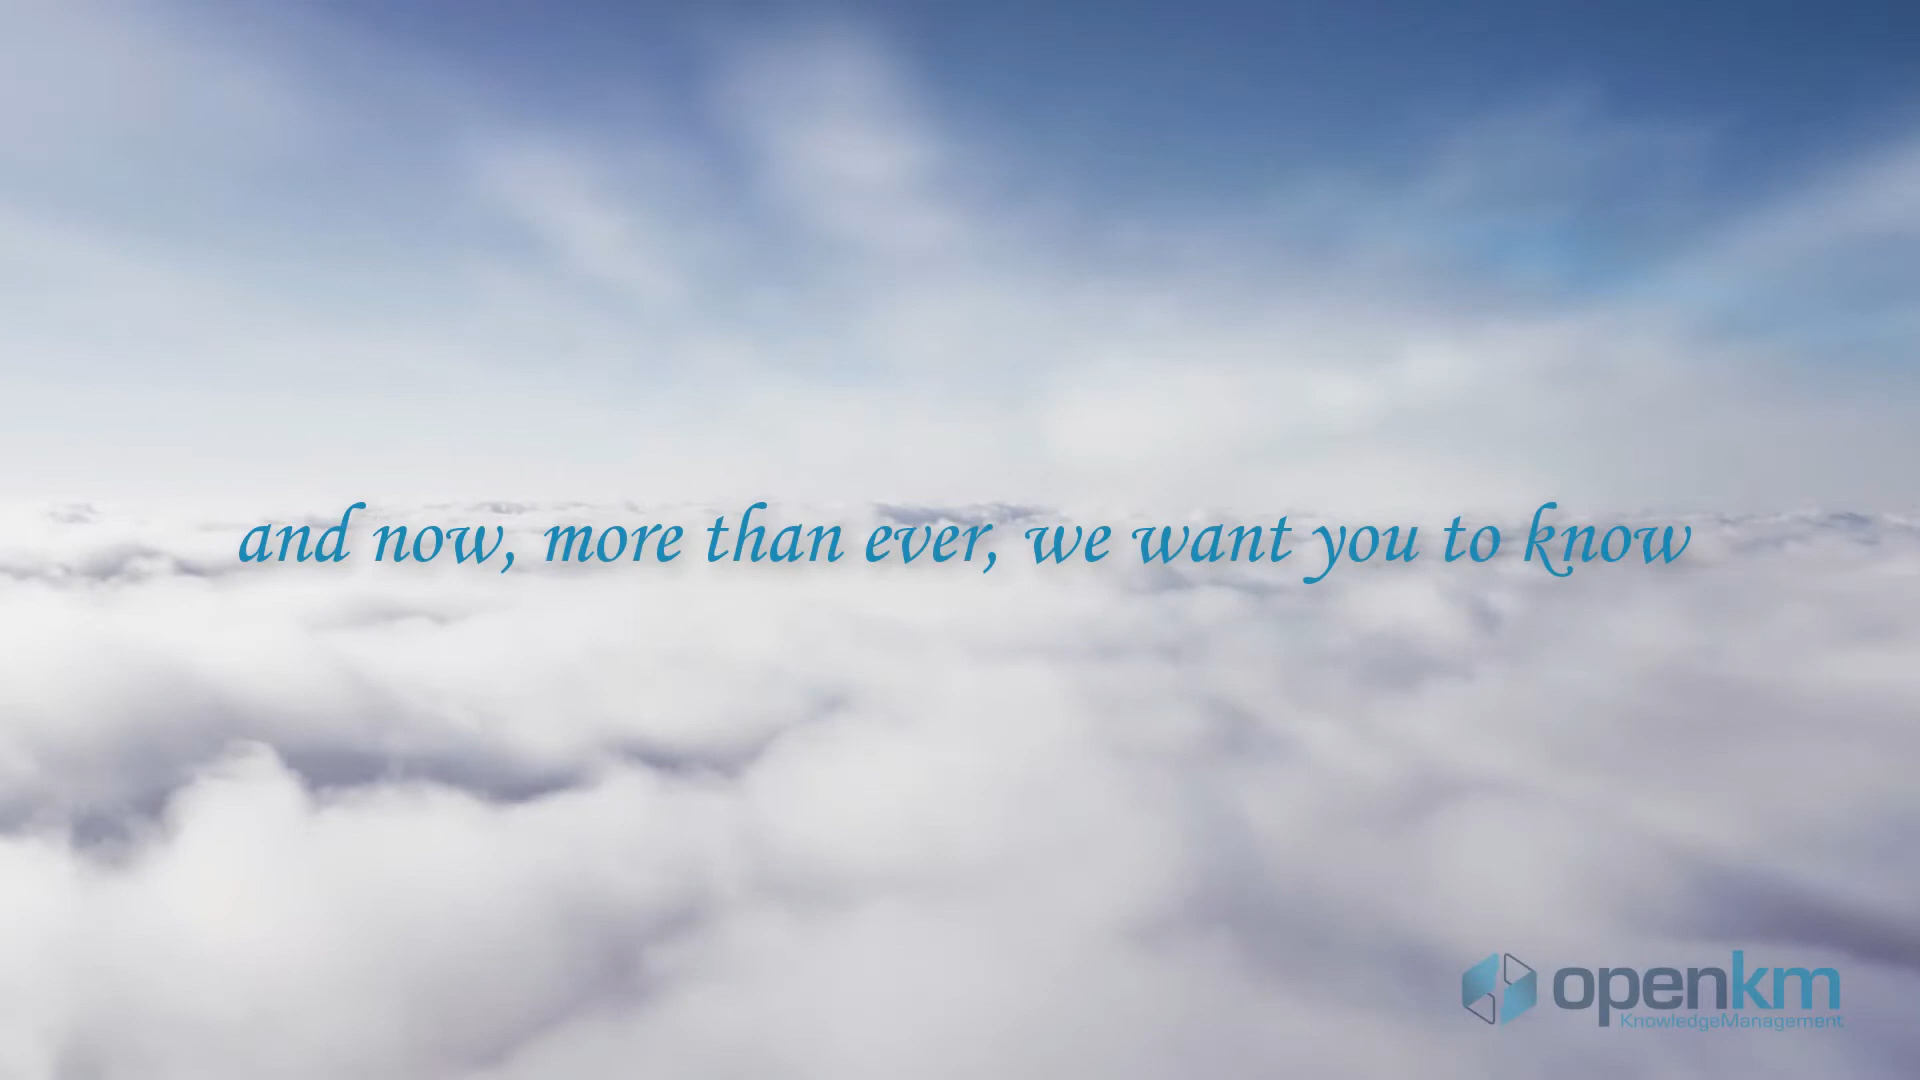 and now, more than ever, we want you to know
openkm
KnowledgeManagement